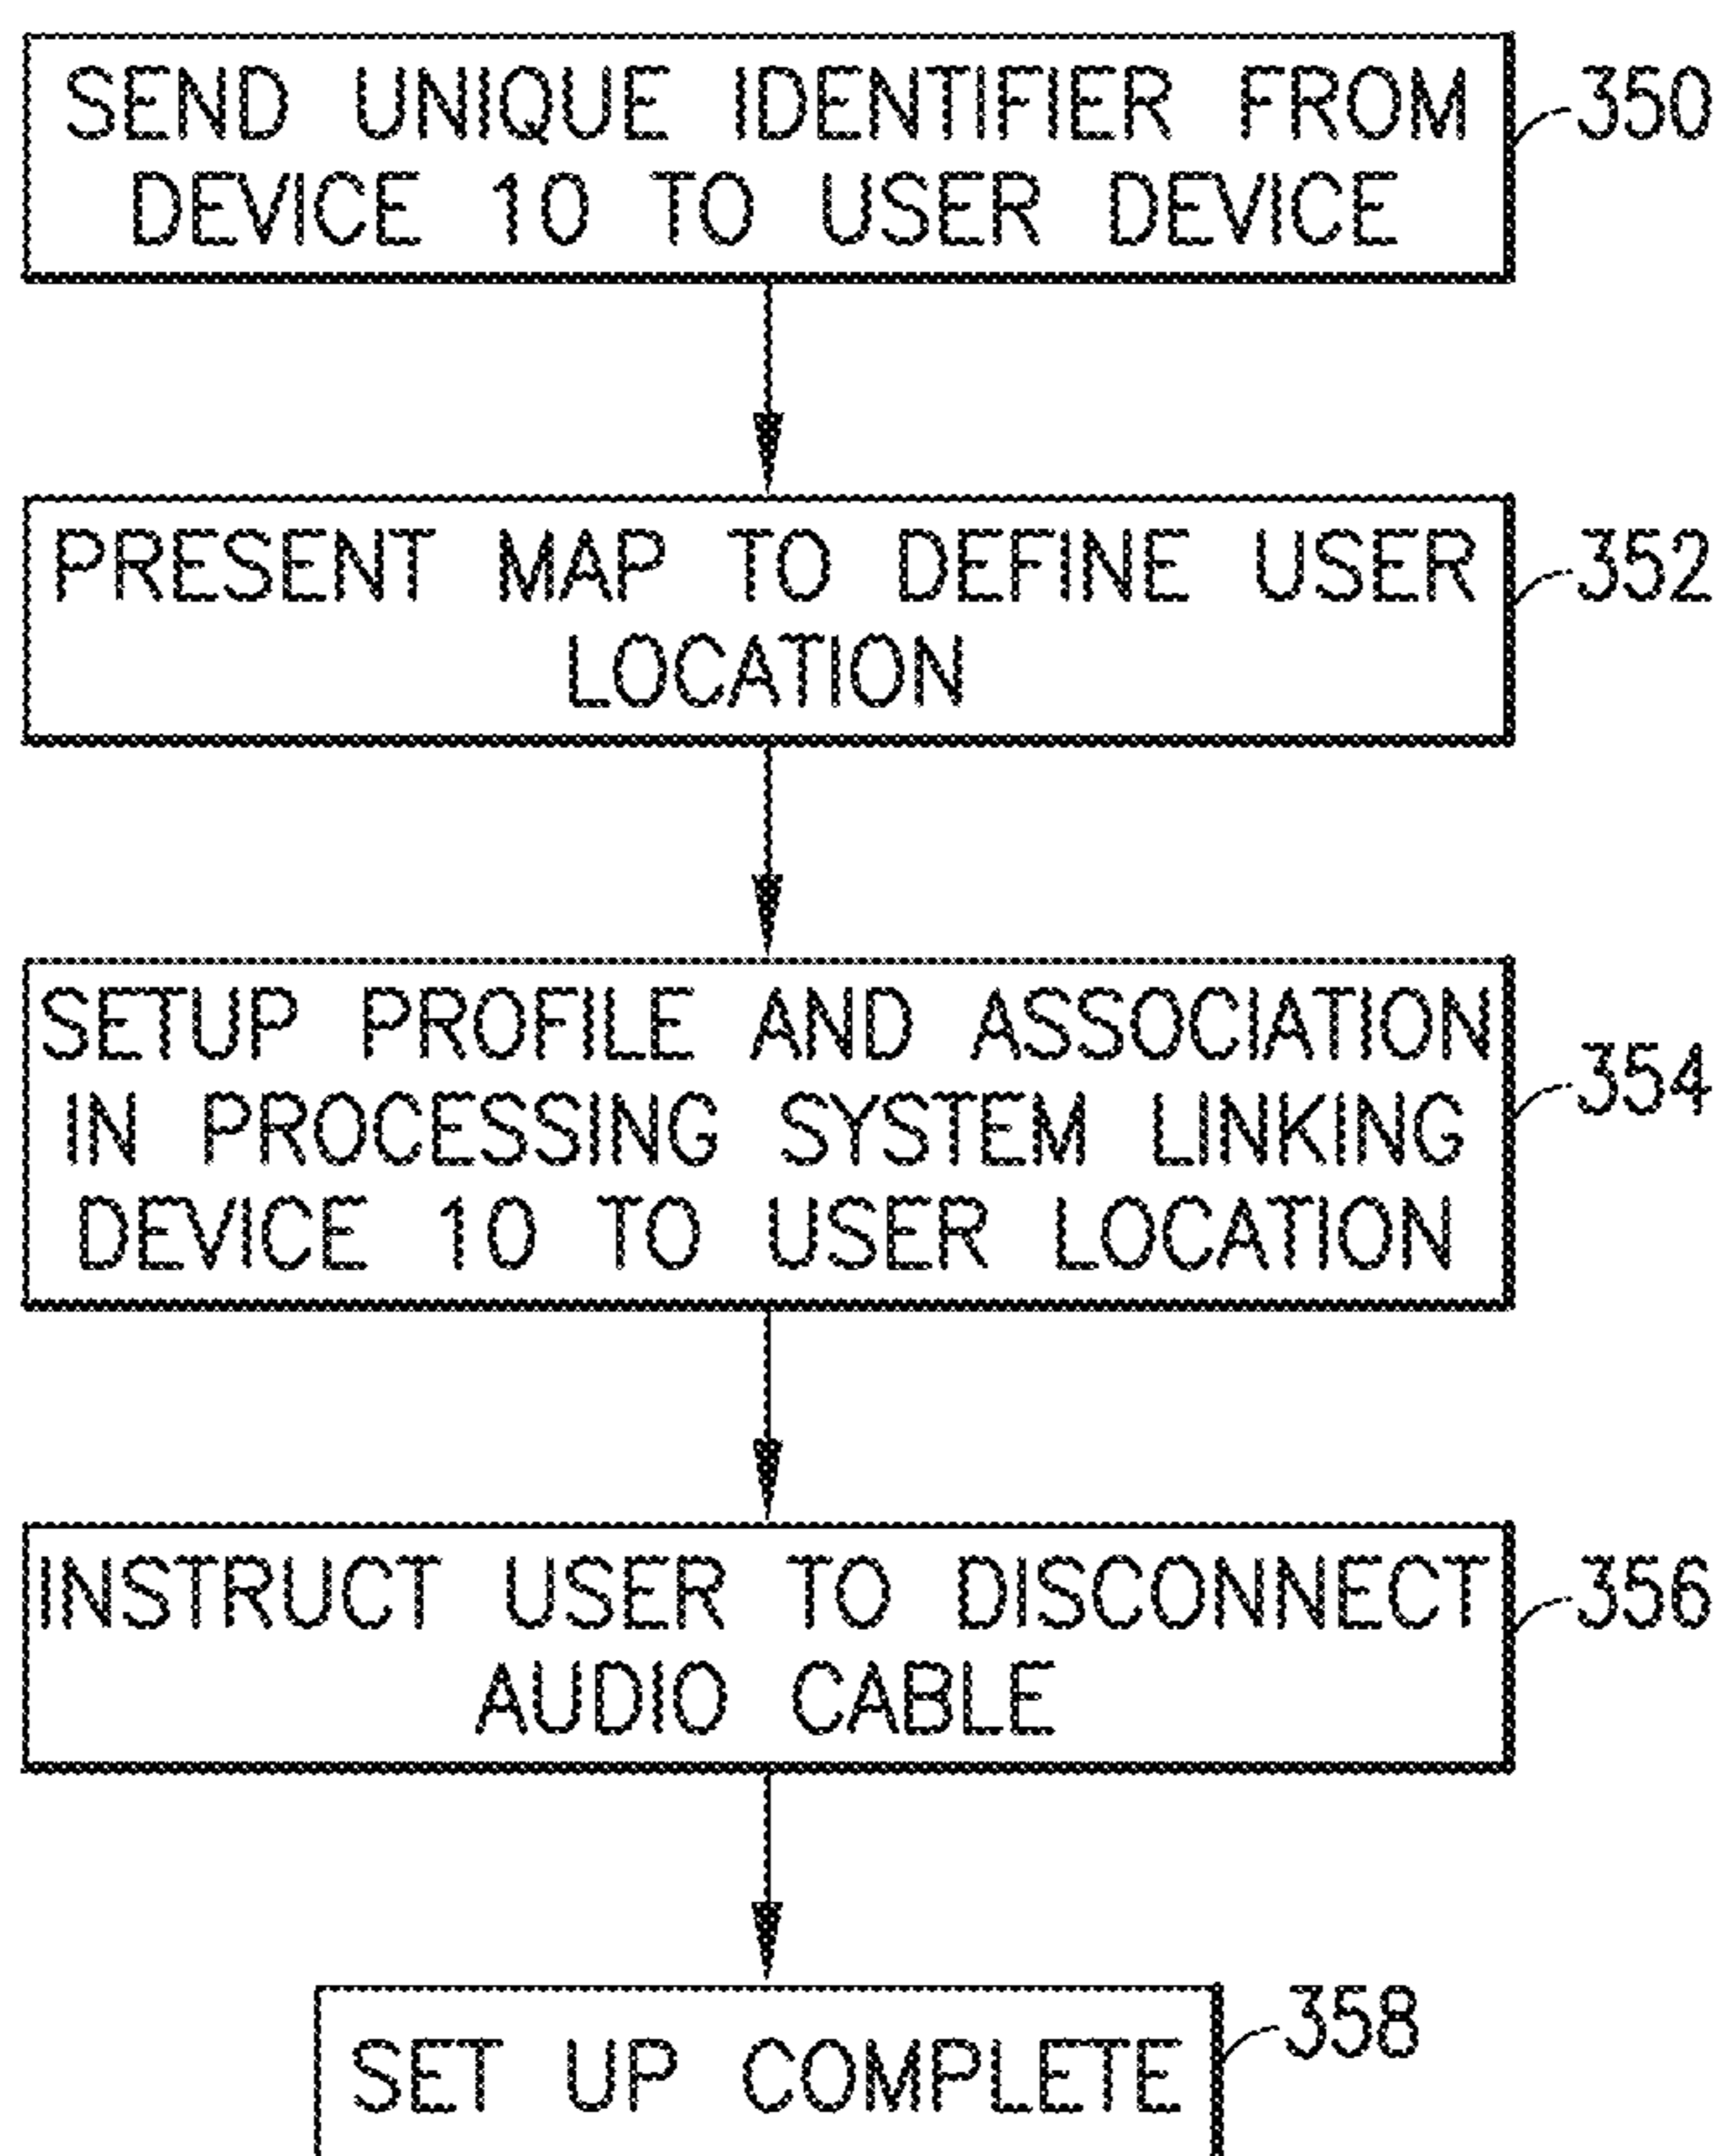 SEND UNIQUE IDENTIFIER FROM
DEVICE 10 TO USER DEVICE
350
PRESENT MAP TO DEFINE USER
LOCATION
352
SETUP PROFILE AND ASSOCIATION
IN PROCESSING SYSTEM LINKING
DEVICE 10 TO USER LOCATION
354
INSTRUCT USER TO DISCONNECT
AUDIO CABLE
356
SET UP COMPLETE
358